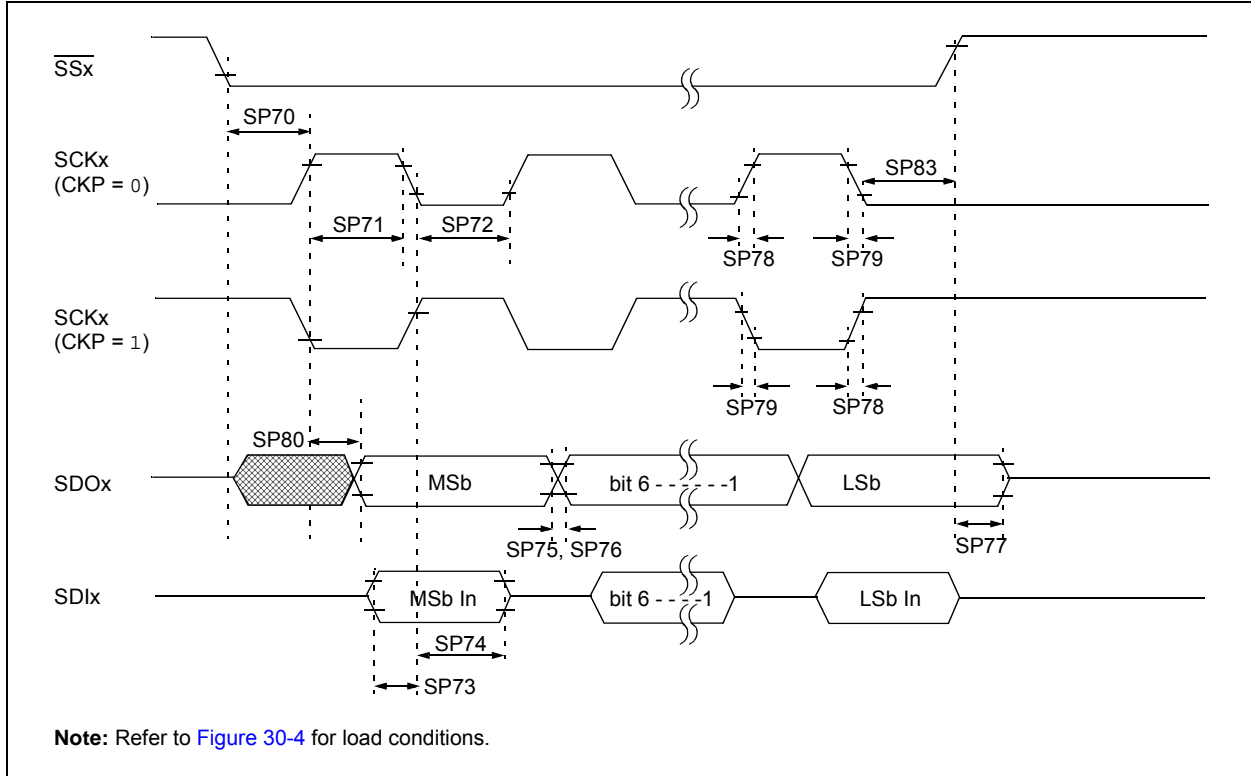 SSx
SP70
SCKx
(CKP = 0)
SP83
SP71
SP72
SP78
SP79
SCKx
(CKP = 1)
SP79
SP78
SP80
SDOx
MSb
bit 6 - - - - - - -1
LSb
SP75, SP76
SP77
SDIx
MSb In
bit 6 - - - - -1
LSb In
SP74
SP73
Note: Refer to Figure 30-4 for load conditions.